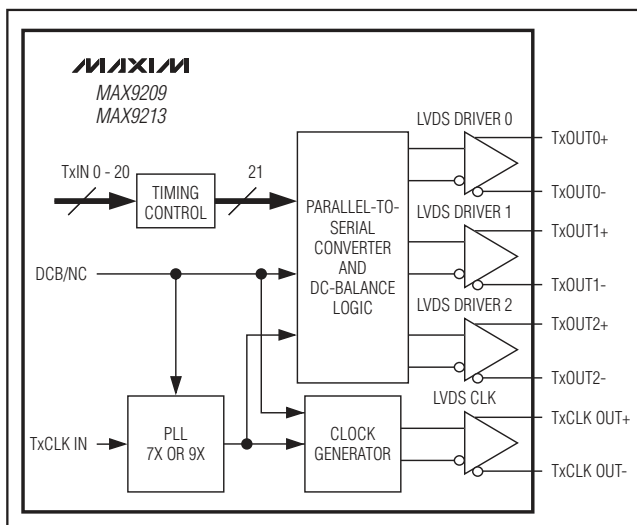 MAXIM
MAX9209
MAX9213
LVDS DRIVER 0
TxOUT0+
TxIN 0 - 20
21
TIMING
CONTROL
TxOUT0-
PARALLEL-TO-
SERIAL
CONVERTER
AND
DC-BALANCE
LOGIC
LVDS DRIVER 1
TxOUT1+
DCB/NC
TxOUT1-
LVDS DRIVER 2
TxOUT2+
TxOUT2-
LVDS CLK
TxCLK IN
PLL
7X OR 9X
CLOCK
GENERATOR
TxCLK OUT+
TxCLK OUT-